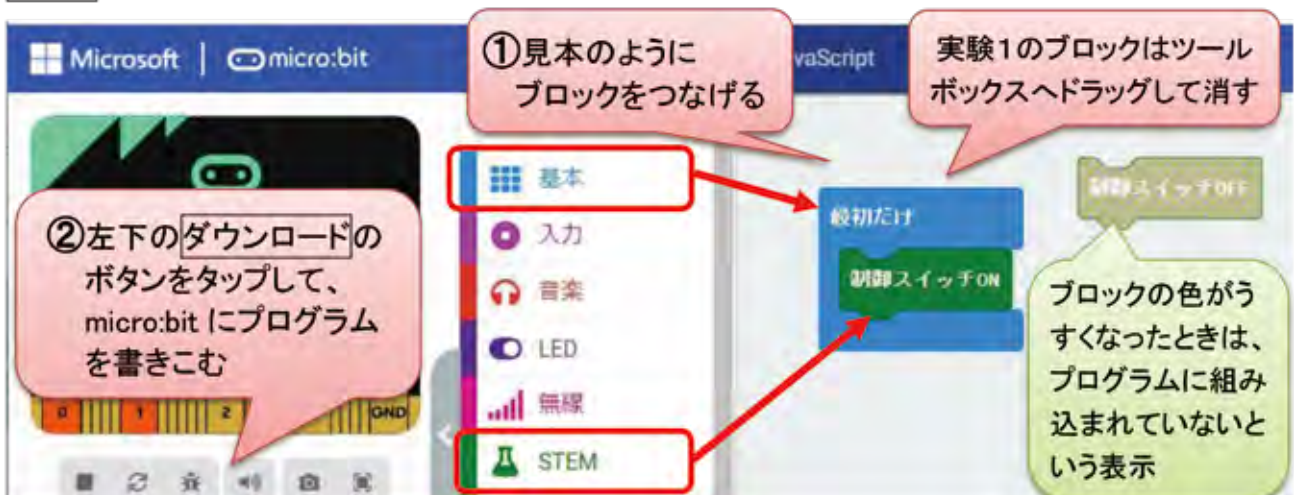 Microsoft | micro:bit
①見本のように
ブロックをつなげる
vaScript
実験1のブロックはツール
ボックスへドラッグして消す
②左下のダウンロードの
ボタンをタップして、
micro:bit にプログラム
を書きこむ
0 1 2 GND
基本
入力
音楽
LED
無線
STEM
最初だけ
制御スイッチON
制御スイッチOFF
ブロックの色がう
すくなったときは、
プログラムに組み
込まれていないと
いう表示